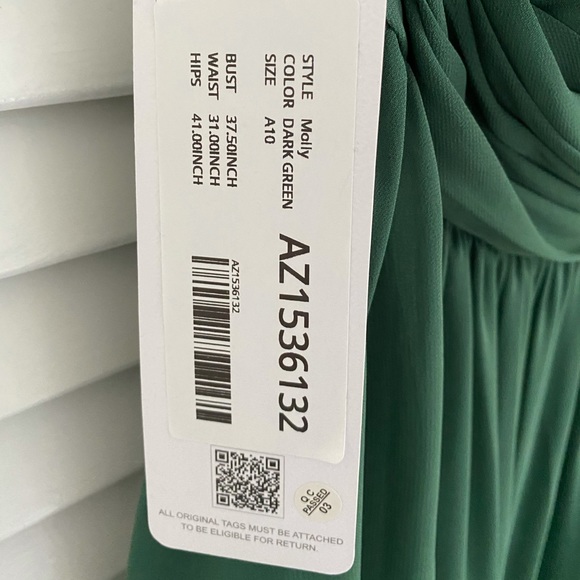 STYLE Molly
COLOR DARK GREEN
SIZE A10
BUST 37.50INCH
WAIST 31.00INCH
HIPS 41.00INCH
AZ1536132
AZ1536132
QC
PASSED
03
ALL ORIGINAL TAGS MUST BE ATTACHED
TO BE ELIGIBLE FOR RETURN.